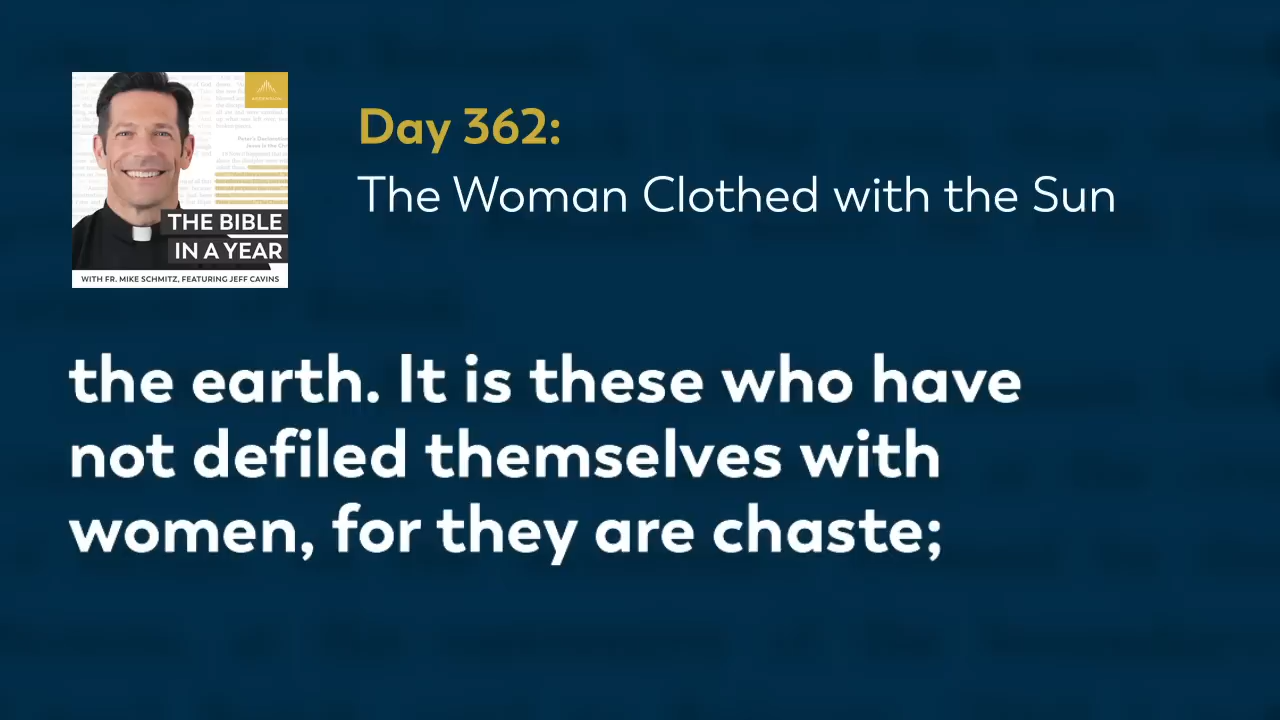 Day 362:
The Woman Clothed with the Sun
THE BIBLE
IN A YEAR
WITH FR. MIKE SCHMITZ, FEATURING JEFF CAVINS
the earth. It is these who have
not defiled themselves with
women, for they are chaste;